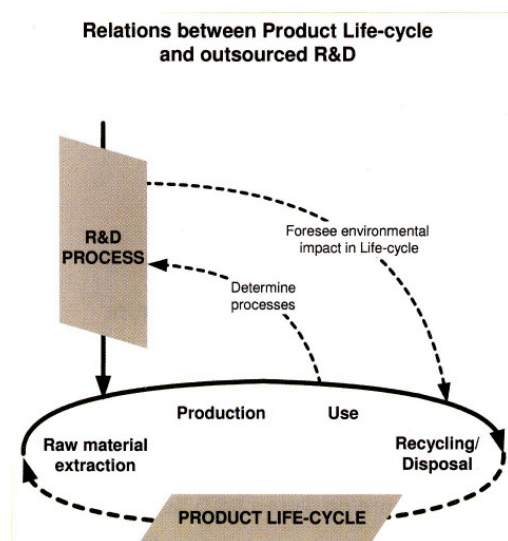 Relations between Product Life-cycle
and outsourced R&D
R&D
PROCESS
Foresee environmental
impact in Life-cycle
Determine
processes
Production
Use
Raw material
extraction
Recycling/
Disposal
PRODUCT LIFE-CYCLE